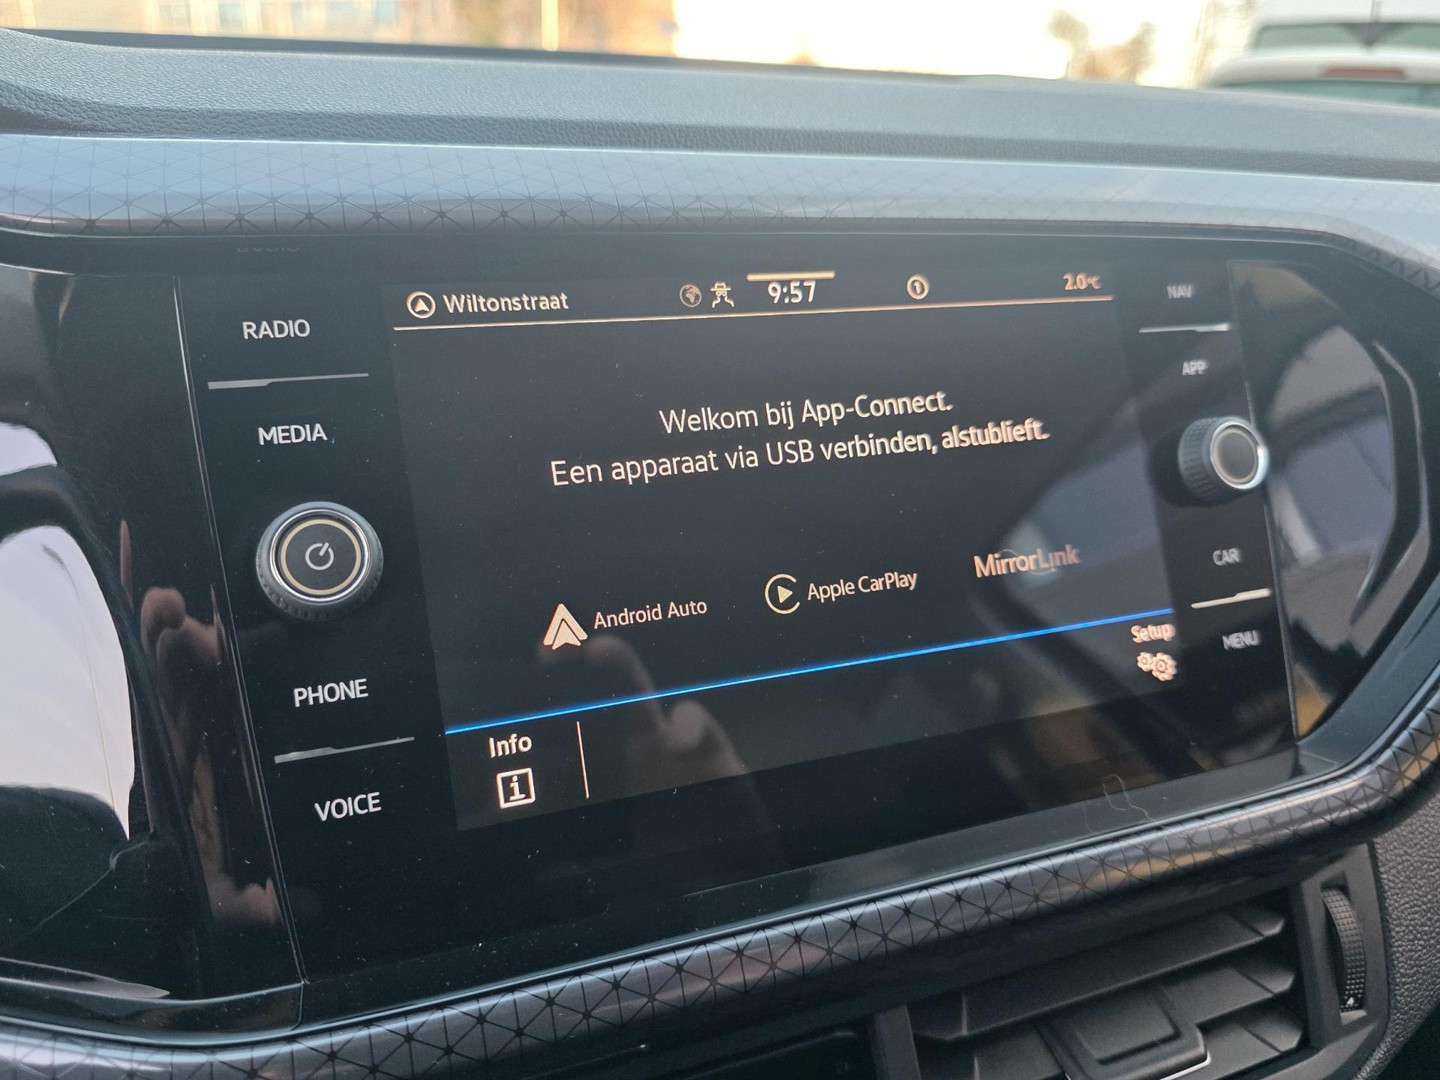 Wiltonstraat 9:57 1 2.0°C
RADIO
MEDIA
PHONE
VOICE
Welkom bij App-Connect.
Een apparaat via USB verbinden, alstublieft.
Android Auto Apple CarPlay MirrorLink
Info
i
Setup
NAV
APP
CAR
MENU